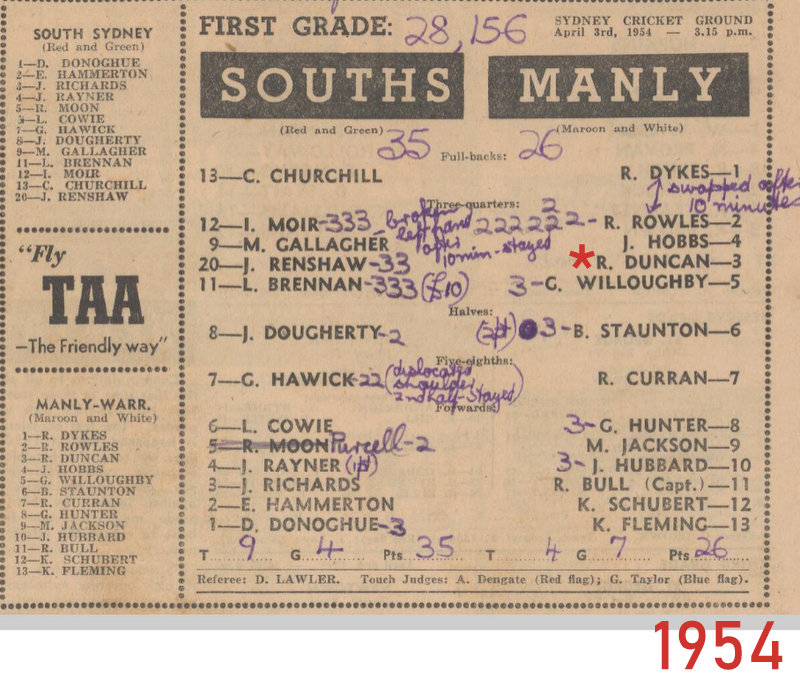 SOUTH SYDNEY
(Red and Green)
1—D. DONOGHUE
2—E. HAMMERTON
3—J. RICHARDS
4—J. RAYNER
5—R. MOON
3—L. COWIE
7—G. HAWICK
8—J. DOUGHERTY
9—M. GALLAGHER
11—L. BRENNAN
12—I. MOIR
13—C. CHURCHILL
20—J. RENSHAW
"Fly
TAA
—The Friendly way"
MANLY-WARR.
(Maroon and White)
1—R. DYKES
2—R. ROWLES
3—R. DUNCAN
4—J. HOBBS
5—G. WILLOUGHBY
6—B. STAUNTON
7—R. CURRAN
8—G. HUNTER
9—M. JACKSON
10—J. HUBBARD
11—R. BULL
12—K. SCHUBERT
13—K. FLEMING
FIRST GRADE: 28,156
SYDNEY CRICKET GROUND
April 3rd, 1954 — 3.15 p.m.
SOUTHS MANLY
(Red and Green) (Maroon and White)
35 Full-backs: 26
13—C. CHURCHILL R. DYKES—1
swapped after
10 minutes
Three-quarters: 2
12—I. MOIR-333 - broken left hand after 10 min - stayed 222222- R. ROWLES—2
9—M. GALLAGHER J. HOBBS—4
20—J. RENSHAW-33 *R. DUNCAN—3
11—L. BRENNAN-333 (£10) 3-G. WILLOUGHBY—5
Halves:
8—J. DOUGHERTY-2 3-B. STAUNTON—6
Five-eighths:
7—G. HAWICK-22 (dislocated shoulder 2nd half-stayed) R. CURRAN—7
Forwards:
6—L. COWIE 3-G. HUNTER—8
5—R. MOON Purcell-2 M. JACKSON—9
4—J. RAYNER 3-J. HUBBARD—10
3—J. RICHARDS R. BULL (Capt.)—11
2—E. HAMMERTON K. SCHUBERT—12
1—D. DONOGHUE-3 K. FLEMING—13
T 9 G 4 Pts 35 T 4 G 7 Pts 26
Referee: D. LAWLER. Touch Judges: A. Dengate (Red flag); G. Taylor (Blue flag).
1954